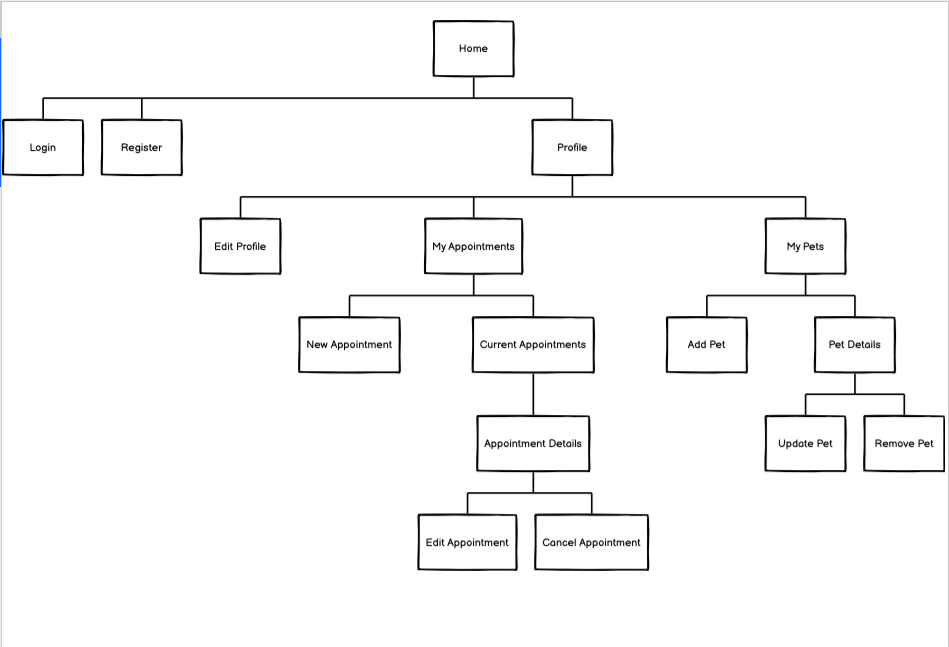 Home
Login
Register
Profile
Edit Profile
My Appointments
My Pets
New Appointment
Current Appointments
Add Pet
Pet Details
Appointment Details
Update Pet
Remove Pet
Edit Appointment
Cancel Appointment